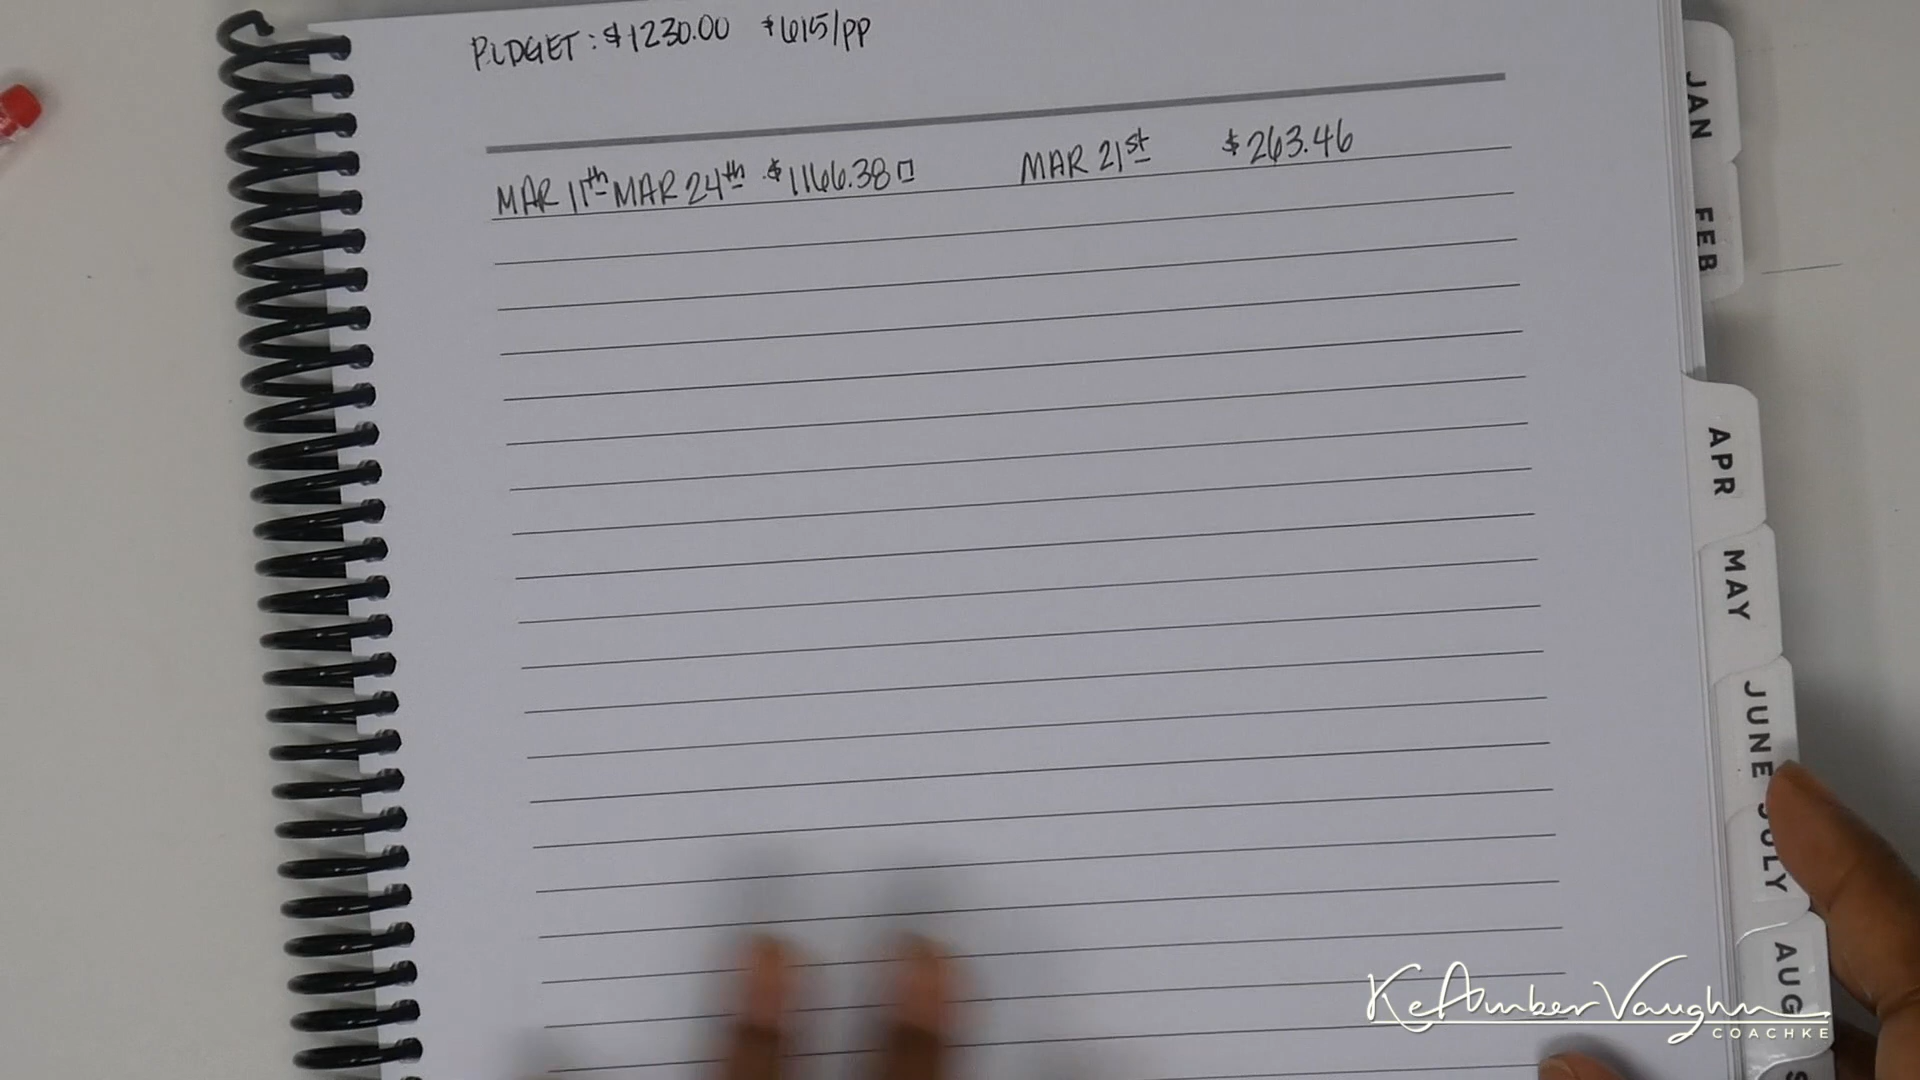 BUDGET: $1230.00 $615/pp
MAR 11th MAR 24th $1166.38 MAR 21st $263.46
JAN
FEB
APR
MAY
JUNE
JULY
AUG
S
KeAmber Vaughn
COACHKE